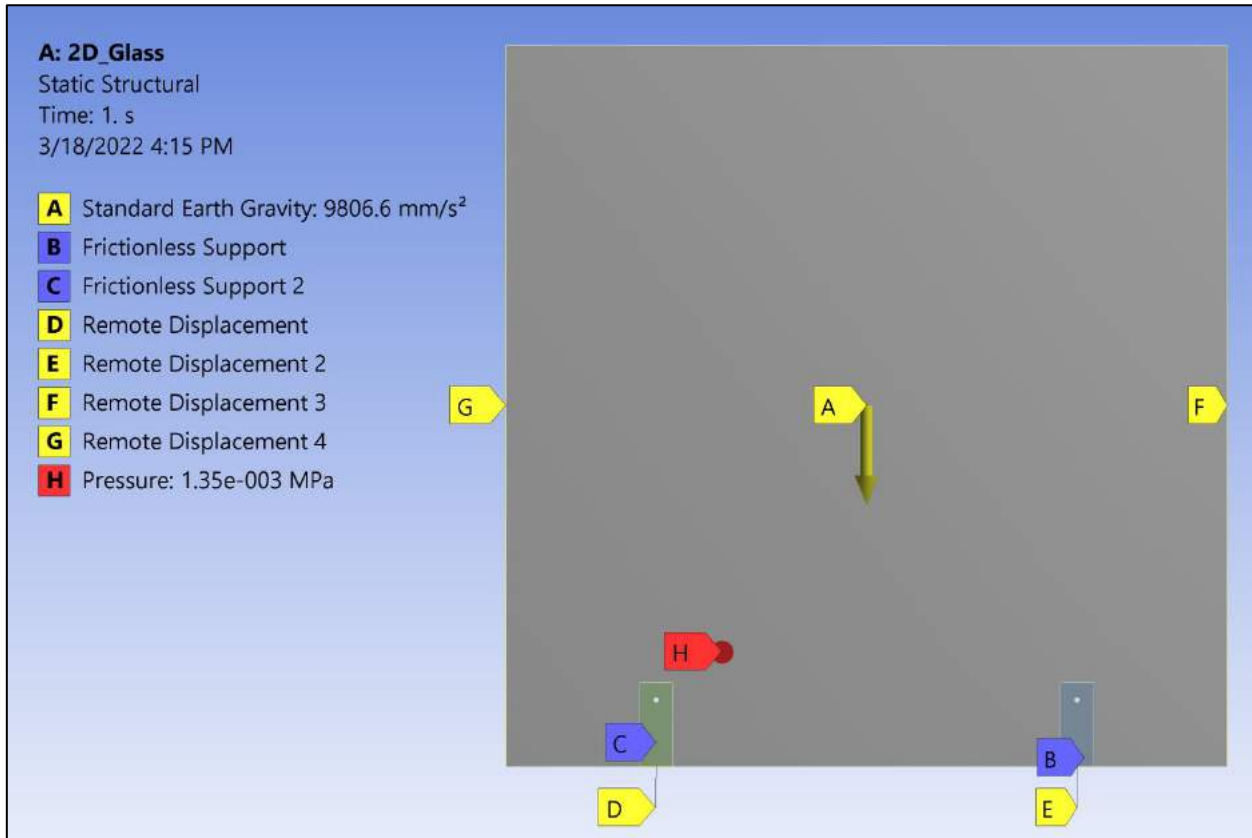 A: 2D_Glass
Static Structural
Time: 1. s
3/18/2022 4:15 PM
A Standard Earth Gravity: 9806.6 mm/s²
B Frictionless Support
C Frictionless Support 2
D Remote Displacement
E Remote Displacement 2
F Remote Displacement 3
G Remote Displacement 4
H Pressure: 1.35e-003 MPa
G
A
F
H
C
B
D
E